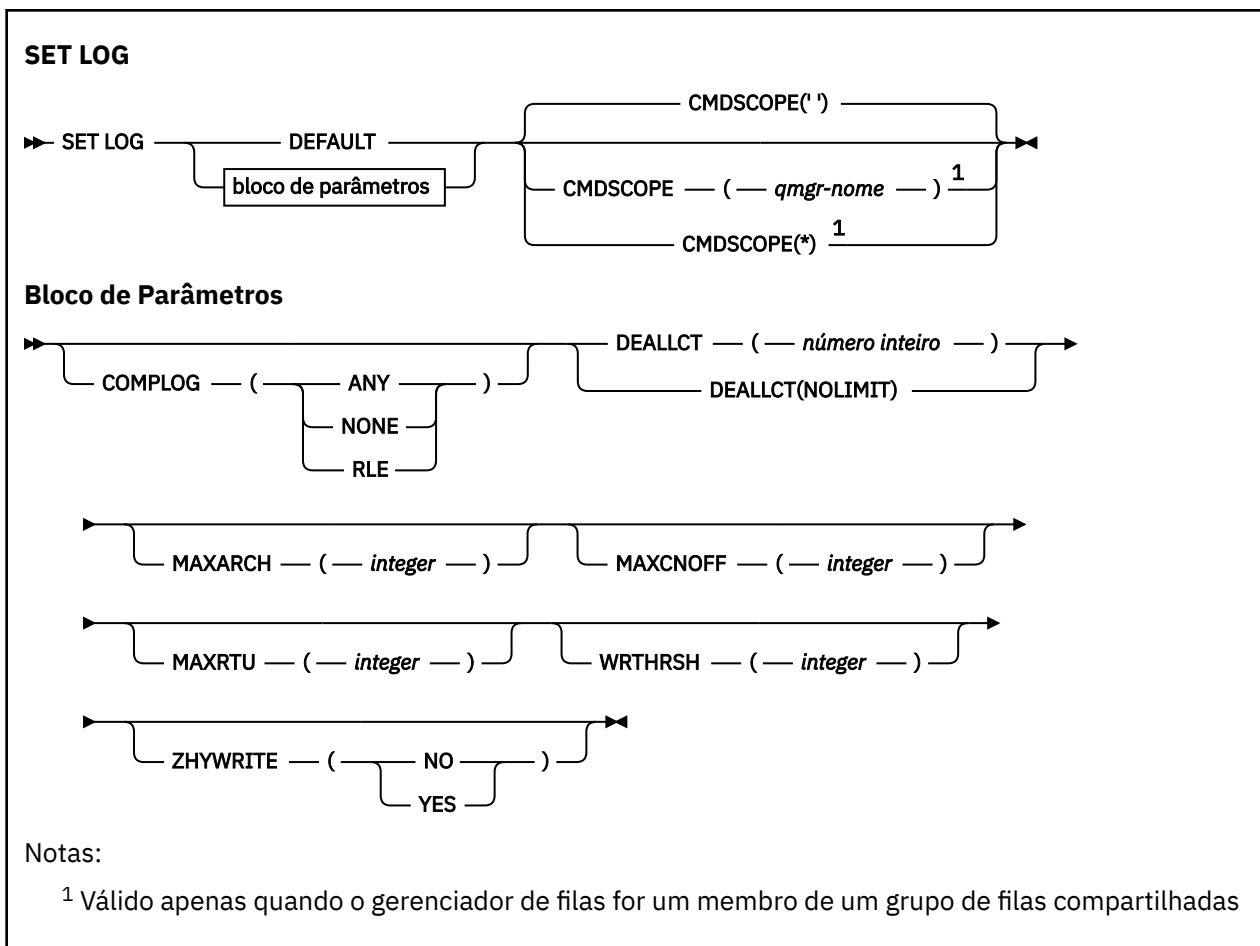 SET LOG
CMDSCOPE(' ')
SET LOG DEFAULT
bloco de parâmetros CMDSCOPE ( qmgr-nome ) 1
CMDSCOPE(*) 1
Bloco de Parâmetros
DEALLCT ( número inteiro )
COMPLOG ( ANY ) DEALLCT(NOLIMIT)
NONE
RLE
MAXARCH ( integer ) MAXCNOFF ( integer )
MAXRTU ( integer ) WRTHRSH ( integer )
ZHYWRITE ( NO )
YES
Notas:
1 Válido apenas quando o gerenciador de filas for um membro de um grupo de filas compartilhadas